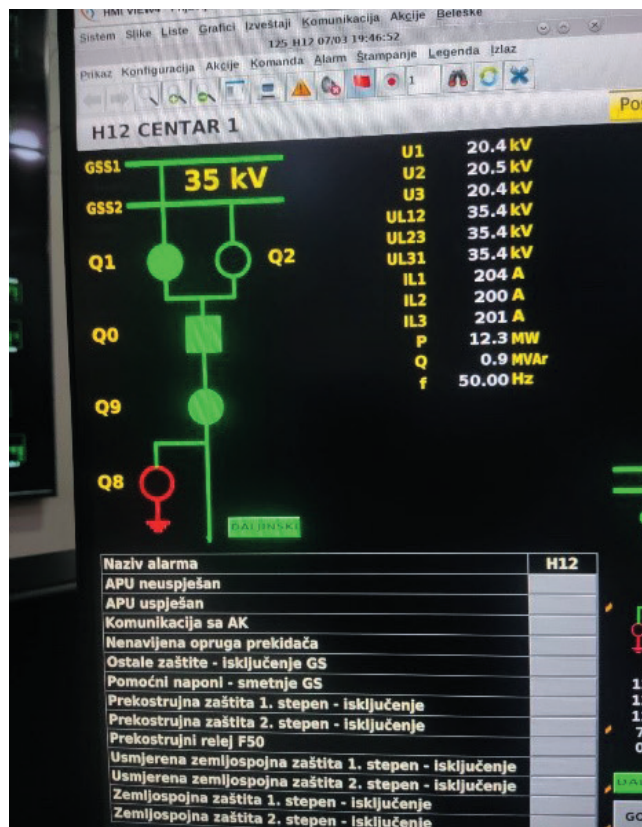 HMI VIEW
Sistem Slike Liste Grafici Izveštaji Komunikacija Akcije Beleške
125 H12 07/03 19:46:52
Prikaz Konfiguracija Akcije Komanda Alarm Štampanje Legenda Izlaz
1
H12 CENTAR 1
Pos
GSS1
35 kV
GSS2
Q1
Q2
Q0
Q9
Q8
DALJINSKI
U1 20.4 kV
U2 20.5 kV
U3 20.4 kV
UL12 35.4 kV
UL23 35.4 kV
UL31 35.4 kV
IL1 204 A
IL2 200 A
IL3 201 A
P 12.3 MW
Q 0.9 MVAr
f 50.00 Hz
Naziv alarma H12
APU neuspješan
APU uspješan
Komunikacija sa AK
Nenavijena opruga prekidača
Ostale zaštite - isključenje GS
Pomoćni naponi - smetnje GS
Prekostrujna zaštita 1. stepen - isključenje
Prekostrujna zaštita 2. stepen - isključenje
Prekostrujni relej F50
Usmjerena zemljospojna zaštita 1. stepen - isključenje
Usmjerena zemljospojna zaštita 2. stepen - isključenje
Zemljospojna zaštita 1. stepen - isključenje
Zemljospojna zaštita 2. stepen - isključenje